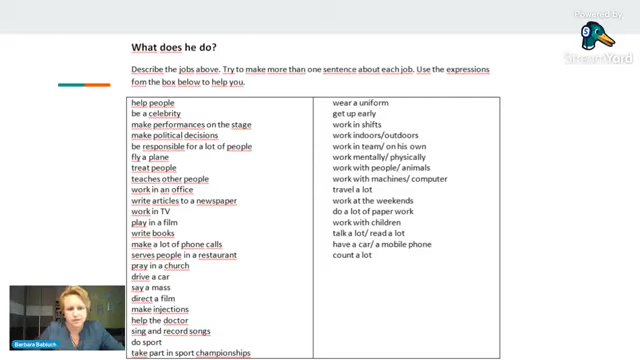 Powered by
StreamYard
What does he do?
Describe the jobs above. Try to make more than one sentence about each job. Use the expressions
fom the box below to help you.
help people
be a celebrity
make performances on the stage
make political decisions
be responsible for a lot of people
fly a plane
treat people
teaches other people
work in an office
write articles to a newspaper
work in TV
play in a film
write books
make a lot of phone calls
serves people in a restaurant
pray in a church
drive a car
say a mass
direct a film
make injections
help the doctor
sing and record songs
do sport
take part in sport championships
wear a uniform
get up early
work in shifts
work indoors/outdoors
work in team/ on his own
work mentally/ physically
work with people/ animals
work with machines/ computer
travel a lot
work at the weekends
do a lot of paper work
work with children
talk a lot/ read a lot
have a car/ a mobile phone
count a lot
Barbara Babiuch